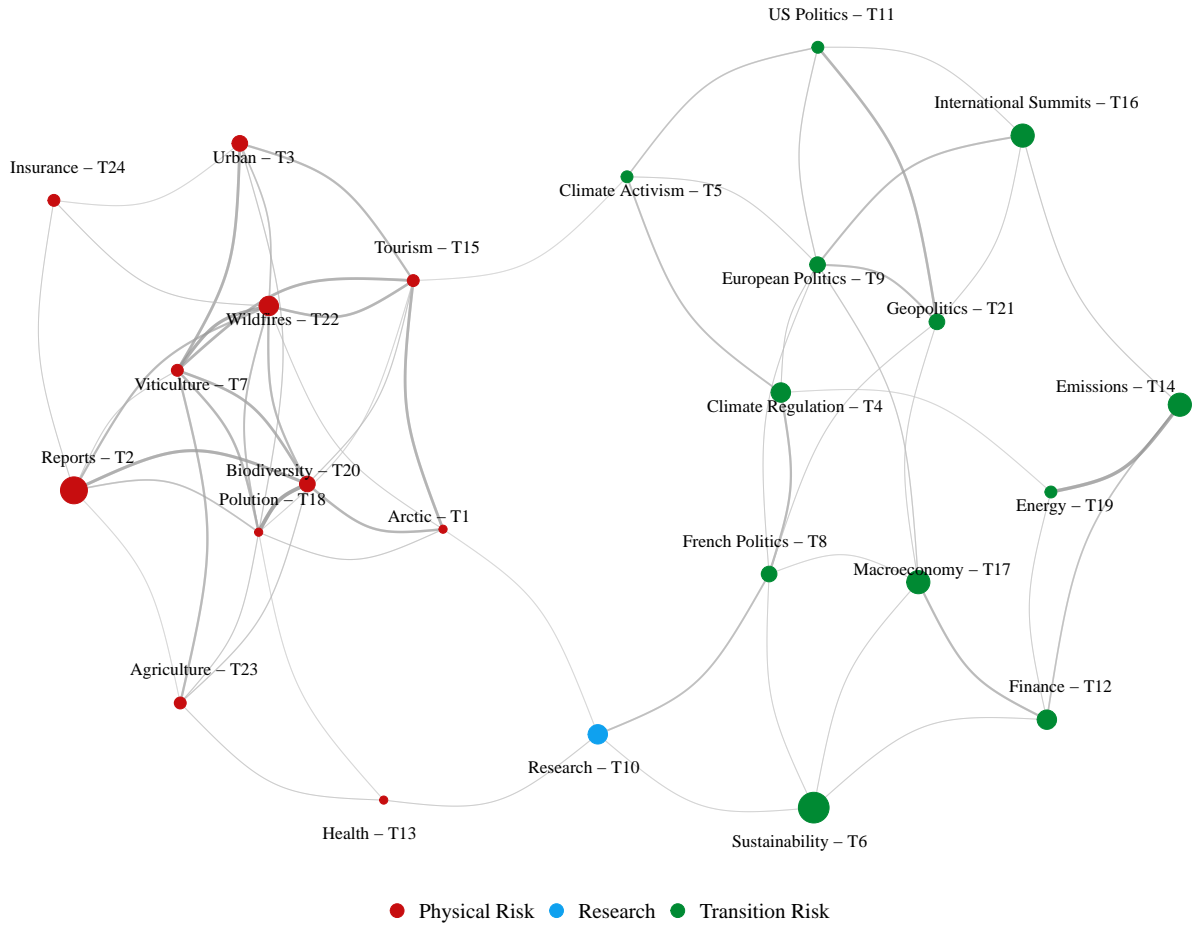 US Politics – T11
International Summits – T16
Urban – T3
Insurance – T24
Climate Activism – T5
Tourism – T15
European Politics – T9
Geopolitics – T21
Wildfires – T22
Viticulture – T7
Emissions – T14
Climate Regulation – T4
Reports – T2
Biodiversity – T20
Polution – T18
Energy – T19
Arctic – T1
French Politics – T8
Macroeconomy – T17
Agriculture – T23
Finance – T12
Research – T10
Health – T13
Sustainability – T6
Physical Risk Research Transition Risk